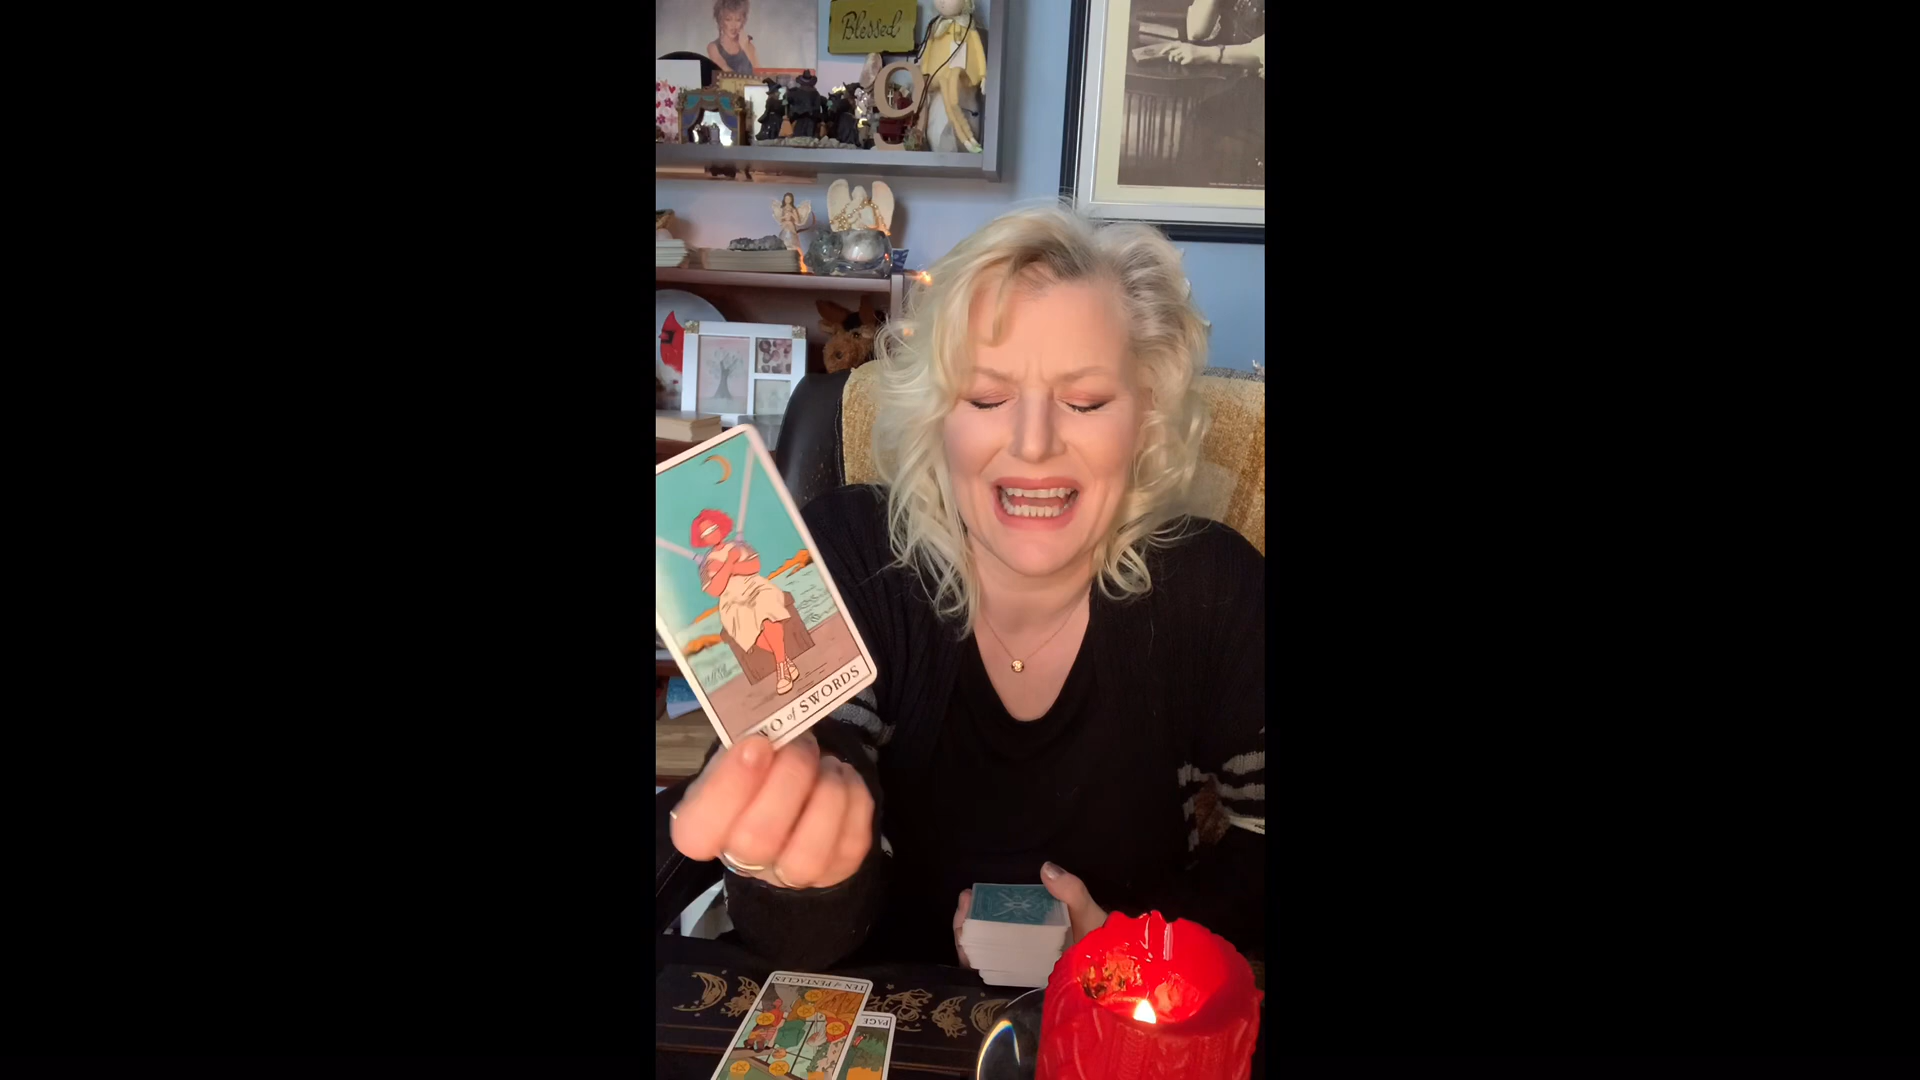 Blessed
WO of SWORDS
TEN of PENTACLES
PAGE